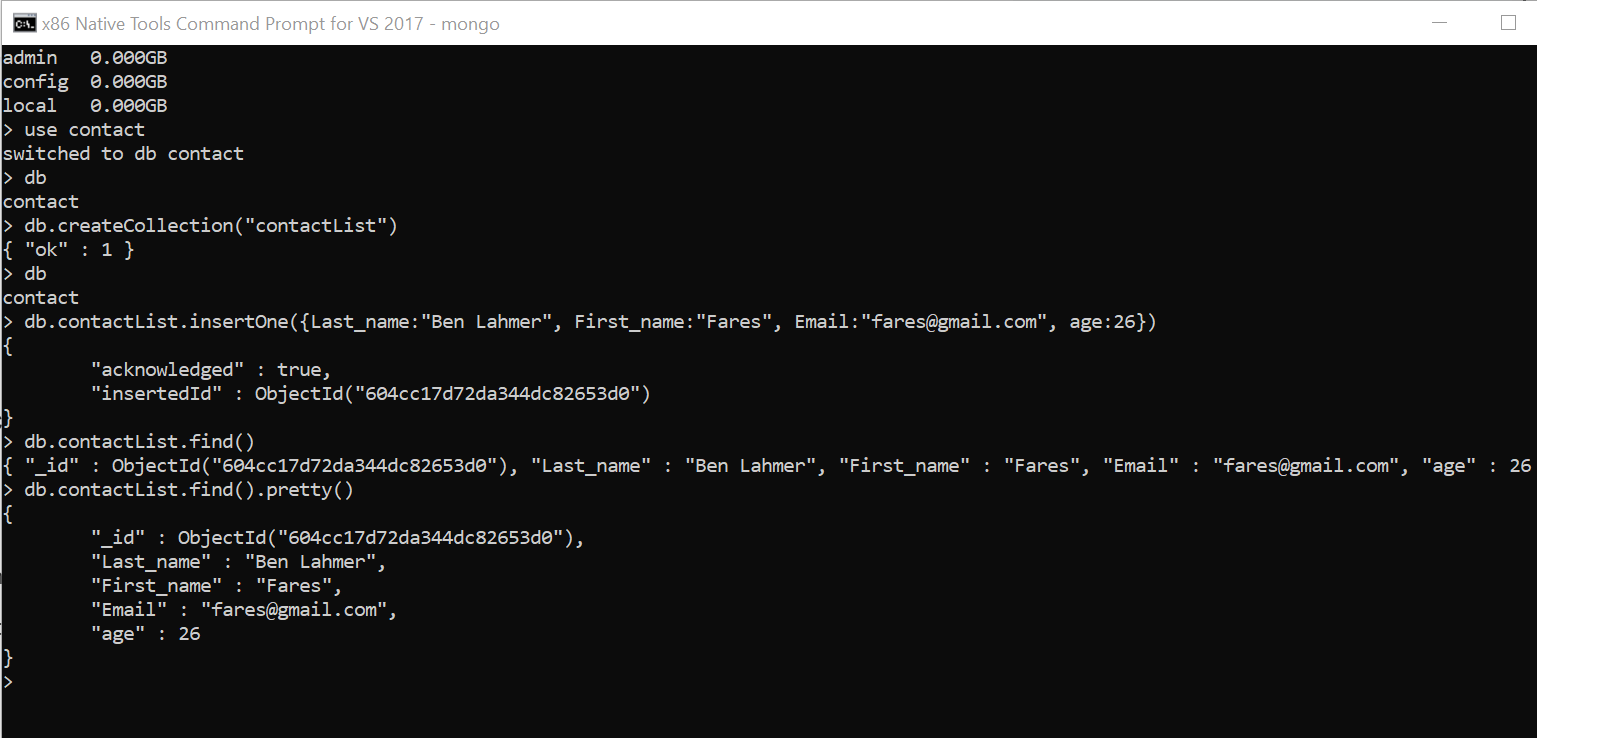 x86 Native Tools Command Prompt for VS 2017 - mongo
admin   0.000GB
config  0.000GB
local   0.000GB
> use contact
switched to db contact
> db
contact
> db.createCollection("contactList")
{ "ok" : 1 }
> db
contact
> db.contactList.insertOne({Last_name:"Ben Lahmer", First_name:"Fares", Email:"fares@gmail.com", age:26})
{
        "acknowledged" : true,
        "insertedId" : ObjectId("604cc17d72da344dc82653d0")
}
> db.contactList.find()
{ "_id" : ObjectId("604cc17d72da344dc82653d0"), "Last_name" : "Ben Lahmer", "First_name" : "Fares", "Email" : "fares@gmail.com", "age" : 26
> db.contactList.find().pretty()
{
        "_id" : ObjectId("604cc17d72da344dc82653d0"),
        "Last_name" : "Ben Lahmer",
        "First_name" : "Fares",
        "Email" : "fares@gmail.com",
        "age" : 26
}
>